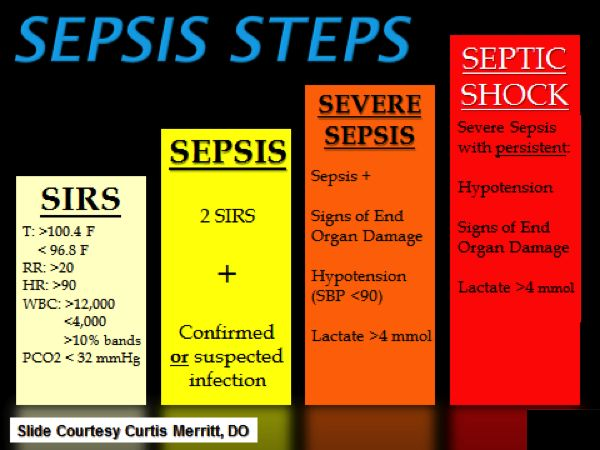 SEPSIS STEPS
SIRS
T: >100.4 F
< 96.8 F
RR: >20
HR: >90
WBC: >12,000
<4,000
>10% bands
PCO2 < 32 mmHg
SEPSIS
2 SIRS
+
Confirmed
or suspected
infection
SEVERE
SEPSIS
Sepsis +
Signs of End
Organ Damage
Hypotension
(SBP <90)
Lactate >4 mmol
SEPTIC
SHOCK
Severe Sepsis
with persistent:
Hypotension
Signs of End
Organ Damage
Lactate >4 mmol
Slide Courtesy Curtis Merritt, DO